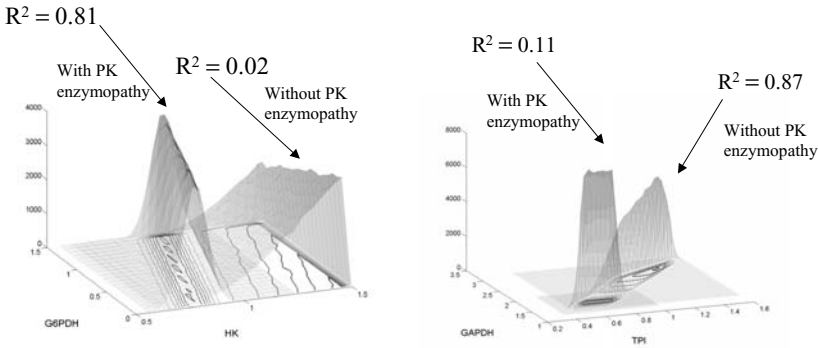 R² = 0.81
With PK
enzymopathy
R² = 0.02
Without PK
enzymopathy
4000
3000
2000
1000
0
1.5
1
0.5
0
0.5
1
1.5
G6PDH
HK
R² = 0.11
With PK
enzymopathy
R² = 0.87
Without PK
enzymopathy
8000
6000
4000
2000
0
3.5
3
2.5
2
1.5
1
0.2
0.4
0.6
0.8
1
1.2
1.4
1.6
GAPDH
TPI